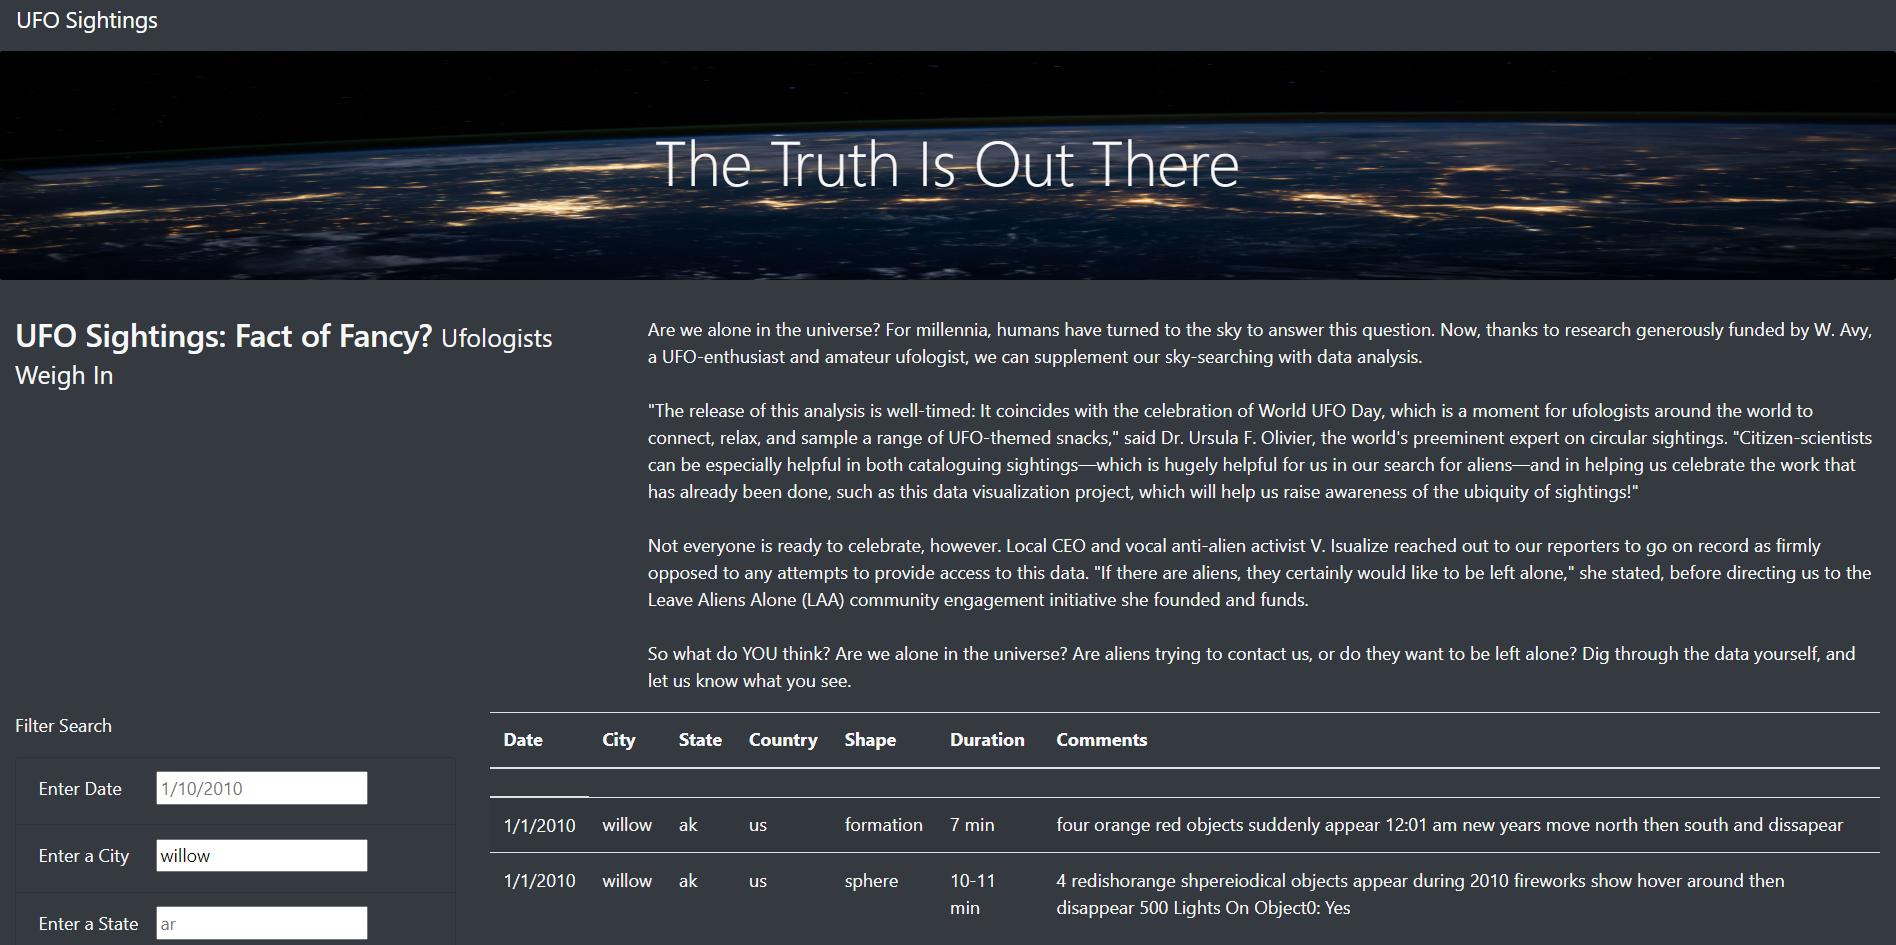 UFO Sightings
The Truth Is Out There
UFO Sightings: Fact of Fancy? Ufologists
Weigh In
Are we alone in the universe? For millennia, humans have turned to the sky to answer this question. Now, thanks to research generously funded by W. Avy,
a UFO-enthusiast and amateur ufologist, we can supplement our sky-searching with data analysis.
"The release of this analysis is well-timed: It coincides with the celebration of World UFO Day, which is a moment for ufologists around the world to
connect, relax, and sample a range of UFO-themed snacks," said Dr. Ursula F. Olivier, the world's preeminent expert on circular sightings. "Citizen-scientists
can be especially helpful in both cataloguing sightings—which is hugely helpful for us in our search for aliens—and in helping us celebrate the work that
has already been done, such as this data visualization project, which will help us raise awareness of the ubiquity of sightings!"
Not everyone is ready to celebrate, however. Local CEO and vocal anti-alien activist V. Isualize reached out to our reporters to go on record as firmly
opposed to any attempts to provide access to this data. "If there are aliens, they certainly would like to be left alone," she stated, before directing us to the
Leave Aliens Alone (LAA) community engagement initiative she founded and funds.
So what do YOU think? Are we alone in the universe? Are aliens trying to contact us, or do they want to be left alone? Dig through the data yourself, and
let us know what you see.
Filter Search
Enter Date 1/10/2010
Enter a City willow
Enter a State ar
Date City State Country Shape Duration Comments
1/1/2010 willow ak us formation 7 min four orange red objects suddenly appear 12:01 am new years move north then south and dissapear
1/1/2010 willow ak us sphere 10-11 4 redishorange shpereiodical objects appear during 2010 fireworks show hover around then
min disappear 500 Lights On Object0: Yes